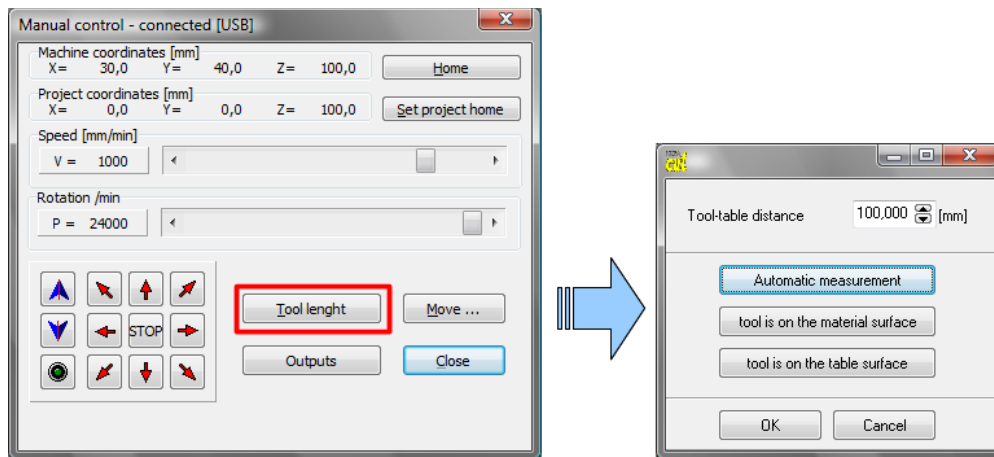 Manual control - connected [USB]
Machine coordinates [mm]
X= 30,0 Y= 40,0 Z= 100,0
Home
Project coordinates [mm]
X= 0,0 Y= 0,0 Z= 100,0
Set project home
Speed [mm/min]
V = 1000
Rotation /min
P = 24000
STOP
Tool lenght
Move ...
Outputs
Close
Tool-table distance 100,000 [mm]
Automatic measurement
tool is on the material surface
tool is on the table surface
OK
Cancel